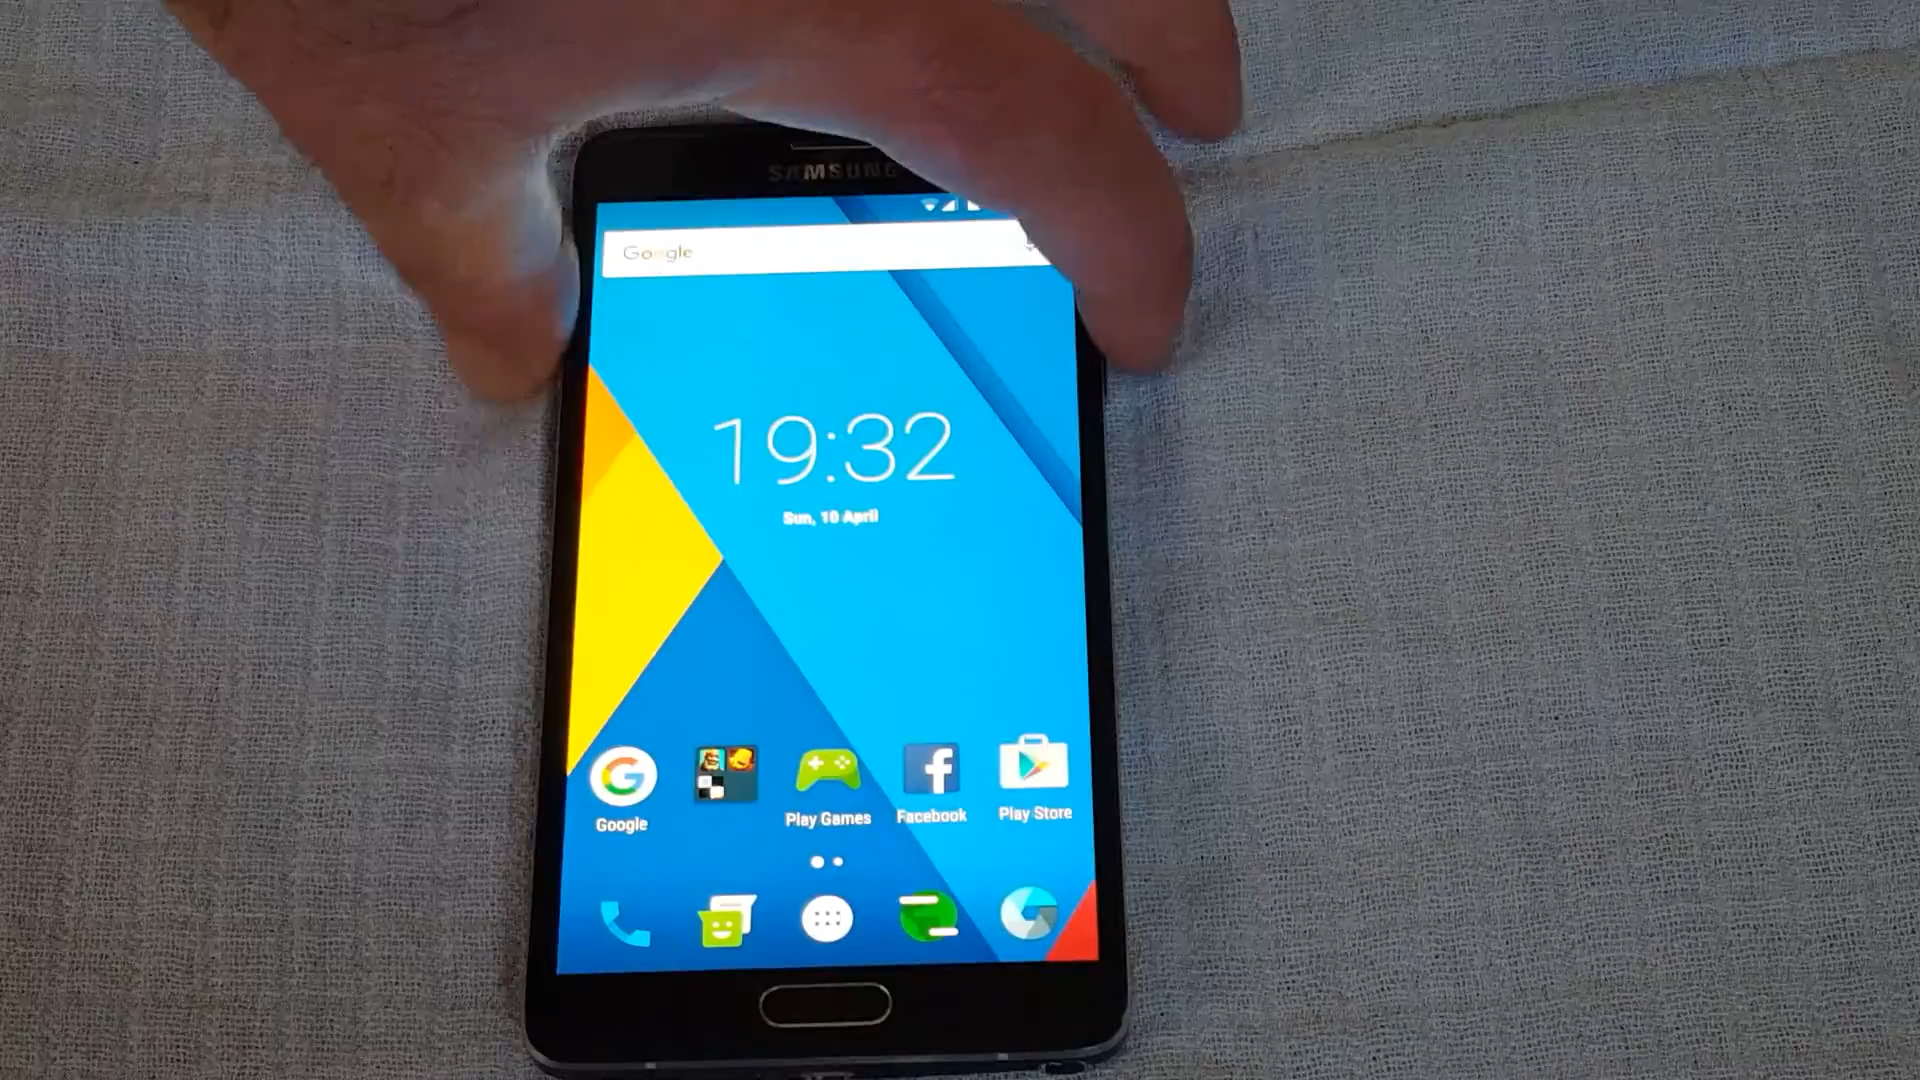 SAMSUNG
Google
19:32
Sun, 10 April
Google
Play Games
Facebook
Play Store